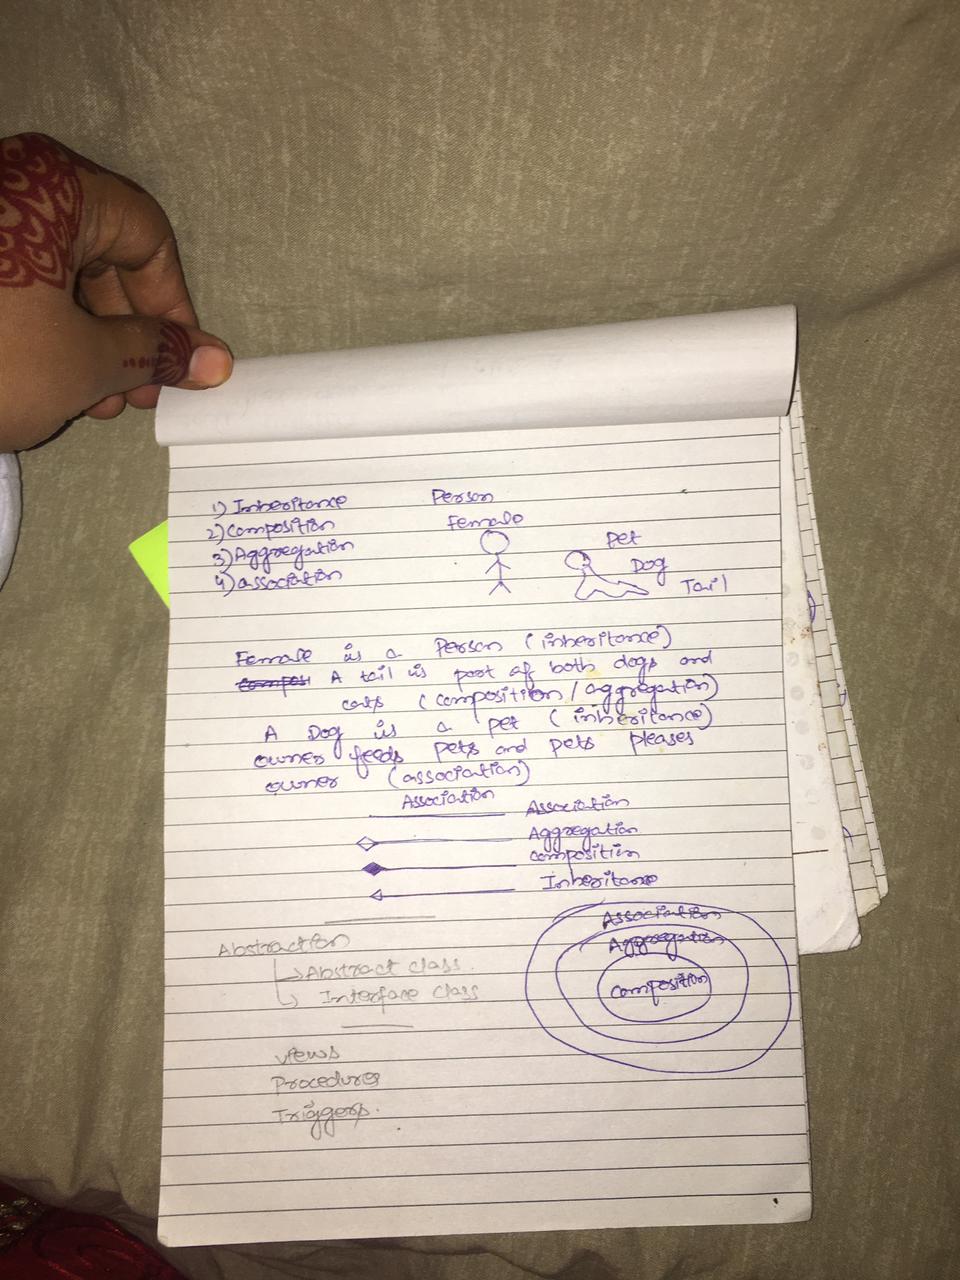 1) Inheritance
2) Composition
3) Aggregation
4) association
Person
Female
Pet
Dog
Tail
Female is a Person (inheritance)
A tail is part of both dogs and
cats (composition / aggregation)
A Dog is a pet (inheritance)
owner feeds pets and pets pleases
owner (association)
Association
Association
Aggregation
composition
Inheritance
Association
Aggregation
composition
Abstraction
Abstract class.
Interface class
views
Procedures
Triggers.